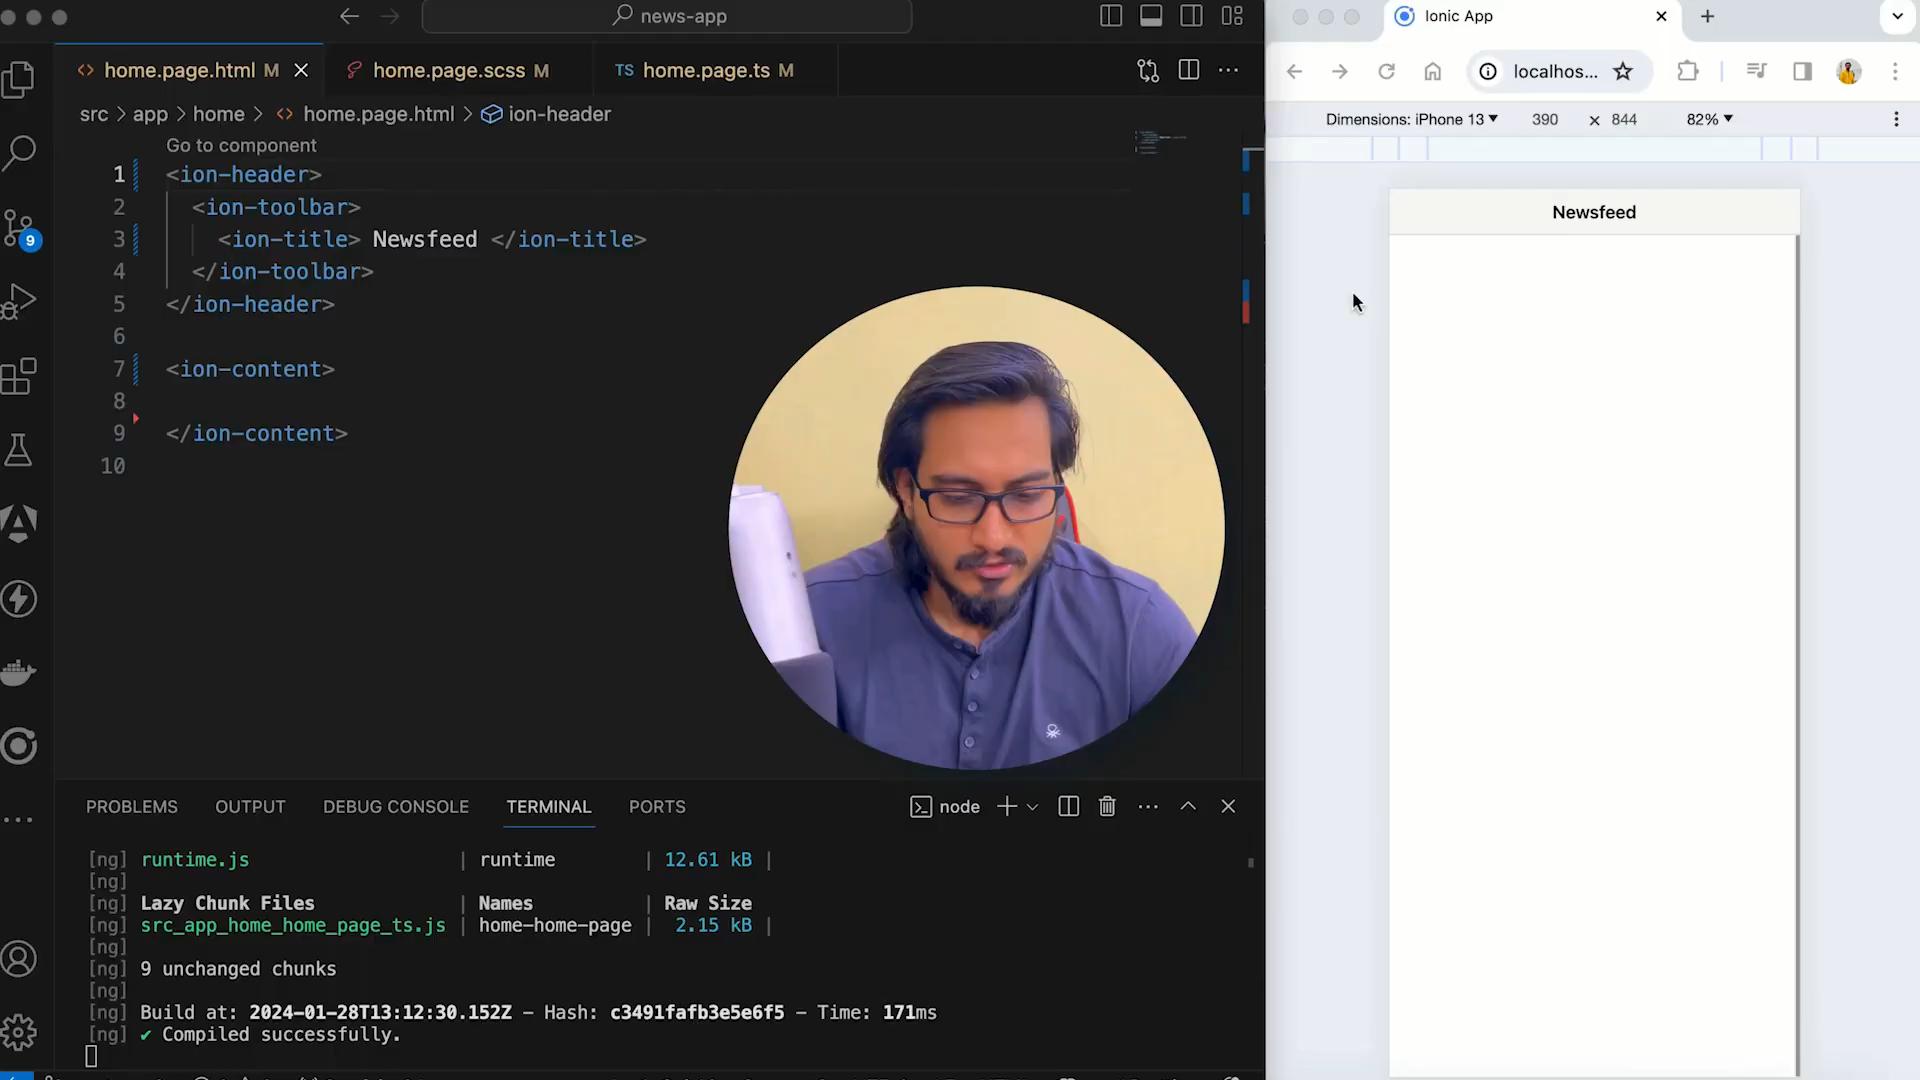 news-app
home.page.html M
home.page.scss M
TS home.page.ts M
src > app > home > <> home.page.html > ion-header
Go to component
1 <ion-header>
2 <ion-toolbar>
3 <ion-title> Newsfeed </ion-title>
4 </ion-toolbar>
5 </ion-header>
6
7 <ion-content>
8
9 </ion-content>
10
9
PROBLEMS OUTPUT DEBUG CONSOLE TERMINAL PORTS node
[ng] runtime.js | runtime | 12.61 kB |
[ng]
[ng] Lazy Chunk Files | Names | Raw Size
[ng] src_app_home_home_page_ts.js | home-home-page | 2.15 kB |
[ng]
[ng] 9 unchanged chunks
[ng]
[ng] Build at: 2024-01-28T13:12:30.152Z - Hash: c3491fafb3e5e6f5 - Time: 171ms
[ng] ✔ Compiled successfully.
Ionic App
localhos...
Dimensions: iPhone 13 ▼ 390 × 844 82% ▼
Newsfeed